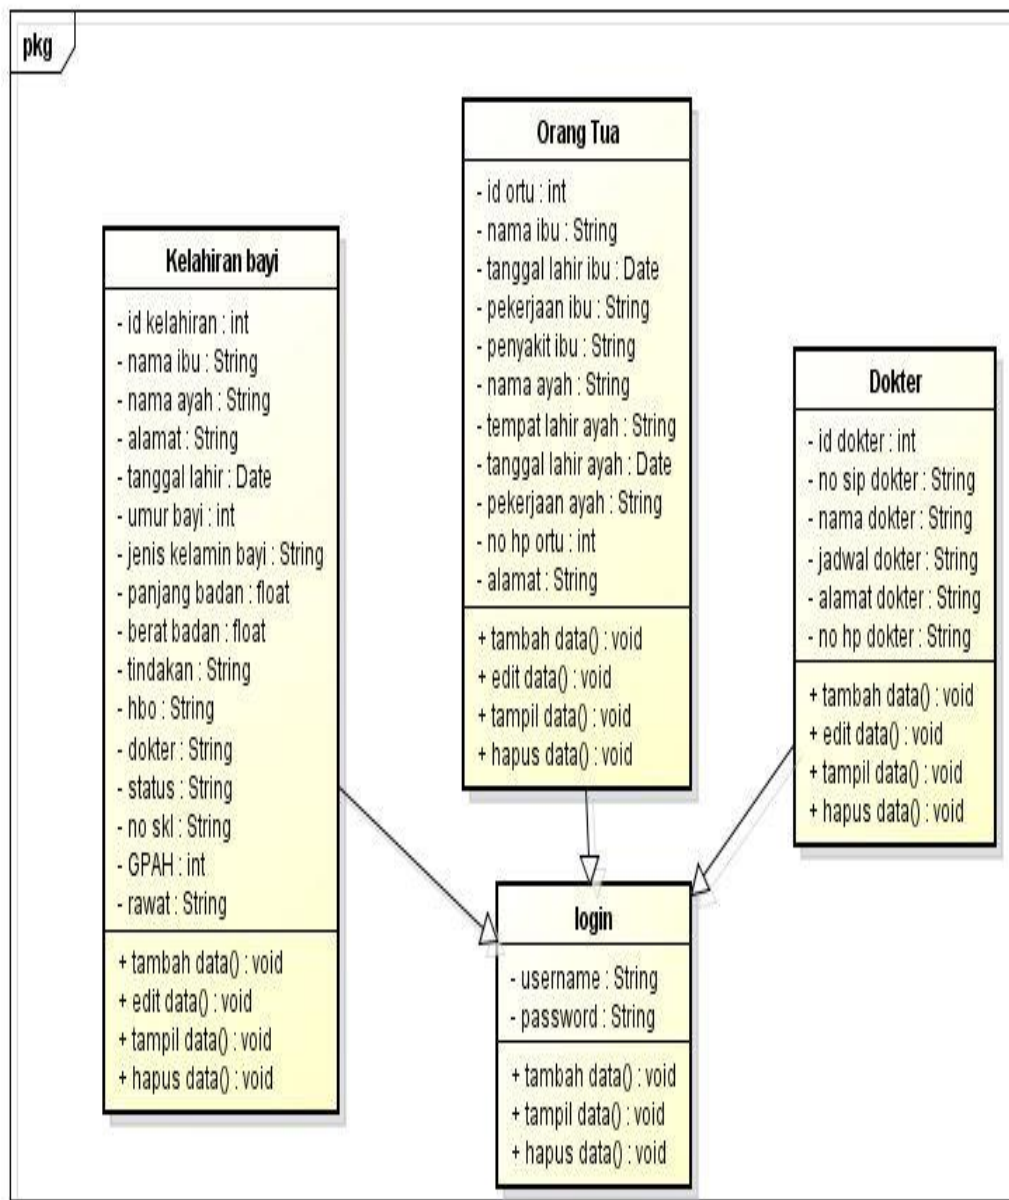 pkg
Kelahiran bayi
- id kelahiran : int
- nama ibu : String
- nama ayah : String
- alamat : String
- tanggal lahir : Date
- umur bayi : int
- jenis kelamin bayi : String
- panjang badan : float
- berat badan : float
- tindakan : String
- hbo : String
- dokter : String
- status : String
- no skl : String
- GPAH : int
- rawat : String
+ tambah data() : void
+ edit data() : void
+ tampil data() : void
+ hapus data() : void
Orang Tua
- id ortu : int
- nama ibu : String
- tanggal lahir ibu : Date
- pekerjaan ibu : String
- penyakit ibu : String
- nama ayah : String
- tempat lahir ayah : String
- tanggal lahir ayah : Date
- pekerjaan ayah : String
- no hp ortu : int
- alamat : String
+ tambah data() : void
+ edit data() : void
+ tampil data() : void
+ hapus data() : void
Dokter
- id dokter : int
- no sip dokter : String
- nama dokter : String
- jadwal dokter : String
- alamat dokter : String
- no hp dokter : String
+ tambah data() : void
+ edit data() : void
+ tampil data() : void
+ hapus data() : void
login
- username : String
- password : String
+ tambah data() : void
+ tampil data() : void
+ hapus data() : void